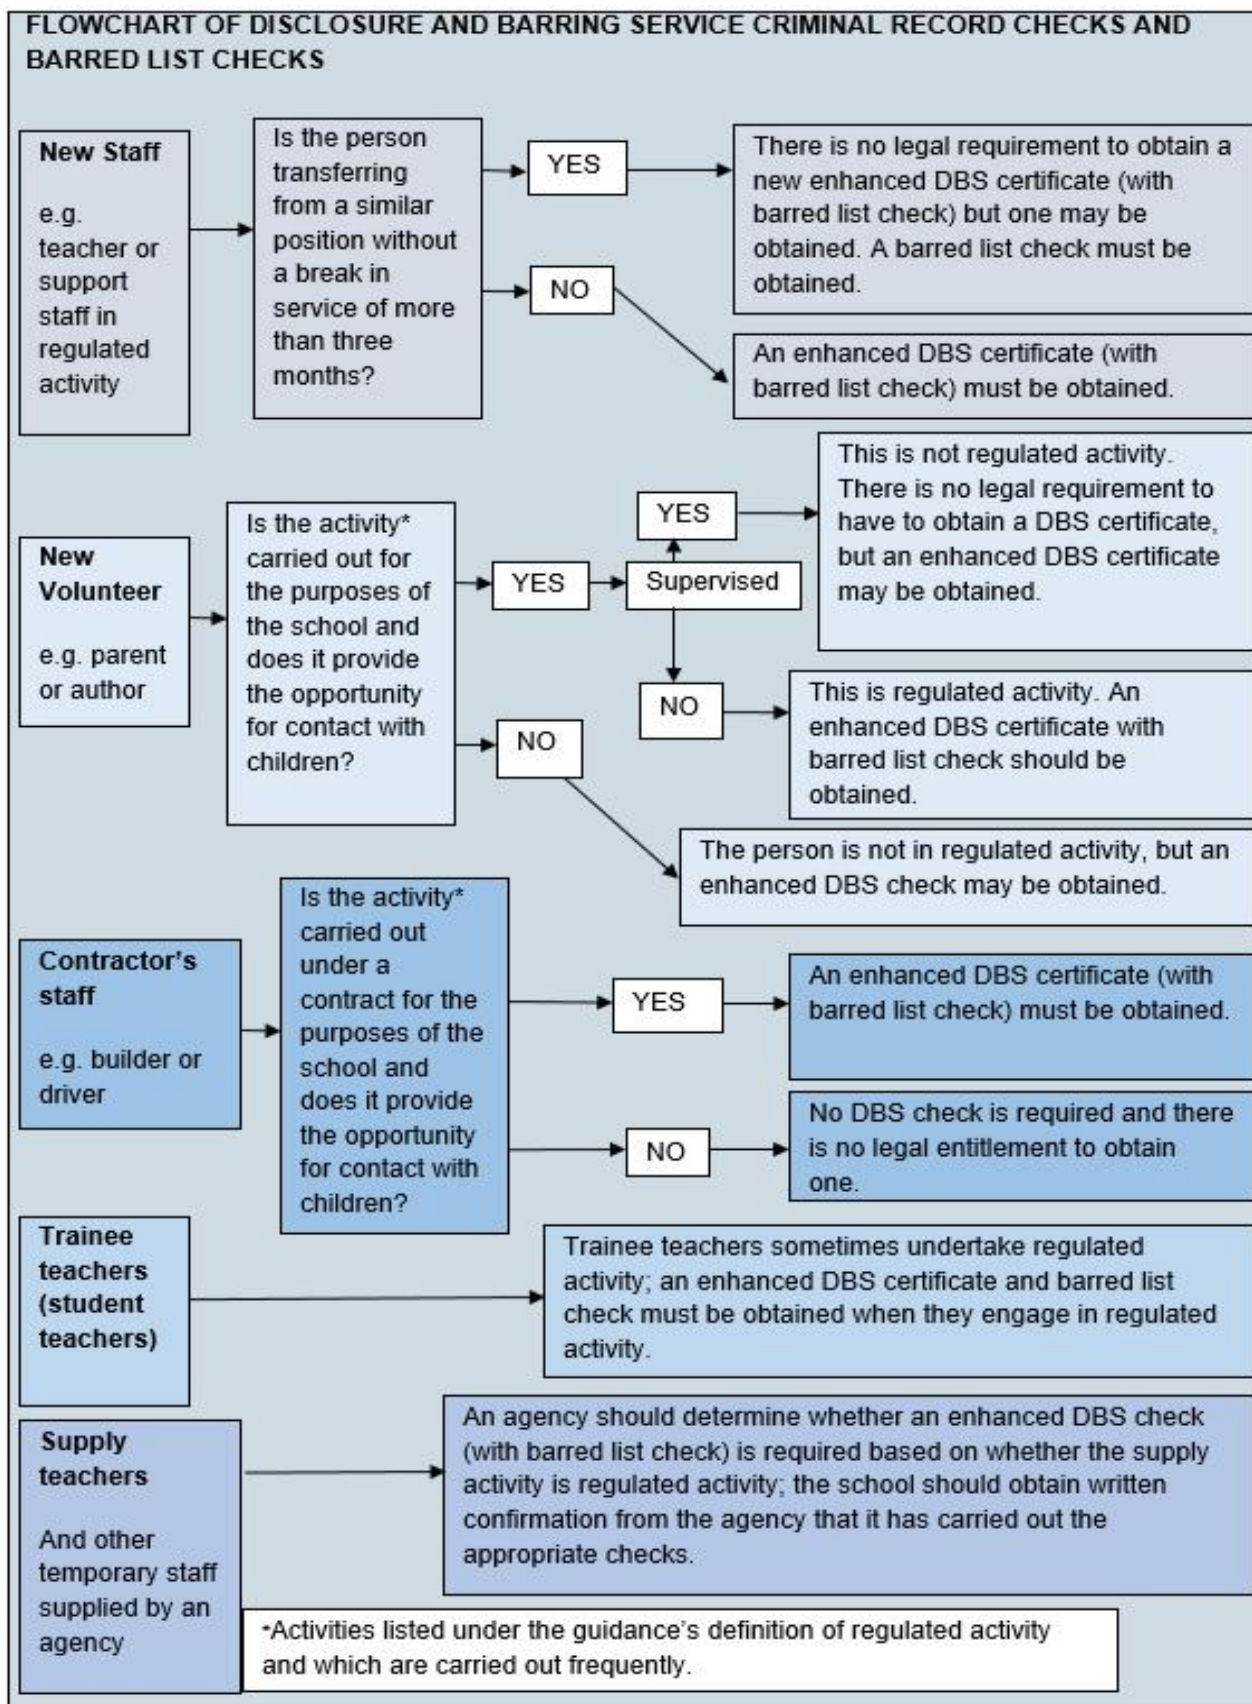 FLOWCHART OF DISCLOSURE AND BARRING SERVICE CRIMINAL RECORD CHECKS AND
BARRED LIST CHECKS
New Staff
e.g.
teacher or
support
staff in
regulated
activity
Is the person
transferring
from a similar
position without
a break in
service of more
than three
months?
YES
There is no legal requirement to obtain a
new enhanced DBS certificate (with
barred list check) but one may be
obtained. A barred list check must be
obtained.
NO
An enhanced DBS certificate (with
barred list check) must be obtained.
New
Volunteer
e.g. parent
or author
Is the activity*
carried out for
the purposes of
the school and
does it provide
the opportunity
for contact with
children?
YES
Supervised
YES
This is not regulated activity.
There is no legal requirement to
have to obtain a DBS certificate,
but an enhanced DBS certificate
may be obtained.
NO
This is regulated activity. An
enhanced DBS certificate with
barred list check should be
obtained.
NO
The person is not in regulated activity, but an
enhanced DBS check may be obtained.
Contractor's
staff
e.g. builder or
driver
Is the activity*
carried out
under a
contract for the
purposes of the
school and
does it provide
the opportunity
for contact with
children?
YES
An enhanced DBS certificate (with
barred list check) must be obtained.
NO
No DBS check is required and there
is no legal entitlement to obtain
one.
Trainee
teachers
(student
teachers)
Trainee teachers sometimes undertake regulated
activity; an enhanced DBS certificate and barred list
check must be obtained when they engage in regulated
activity.
Supply
teachers
And other
temporary staff
supplied by an
agency
An agency should determine whether an enhanced DBS check
(with barred list check) is required based on whether the supply
activity is regulated activity; the school should obtain written
confirmation from the agency that it has carried out the
appropriate checks.
*Activities listed under the guidance's definition of regulated activity
and which are carried out frequently.